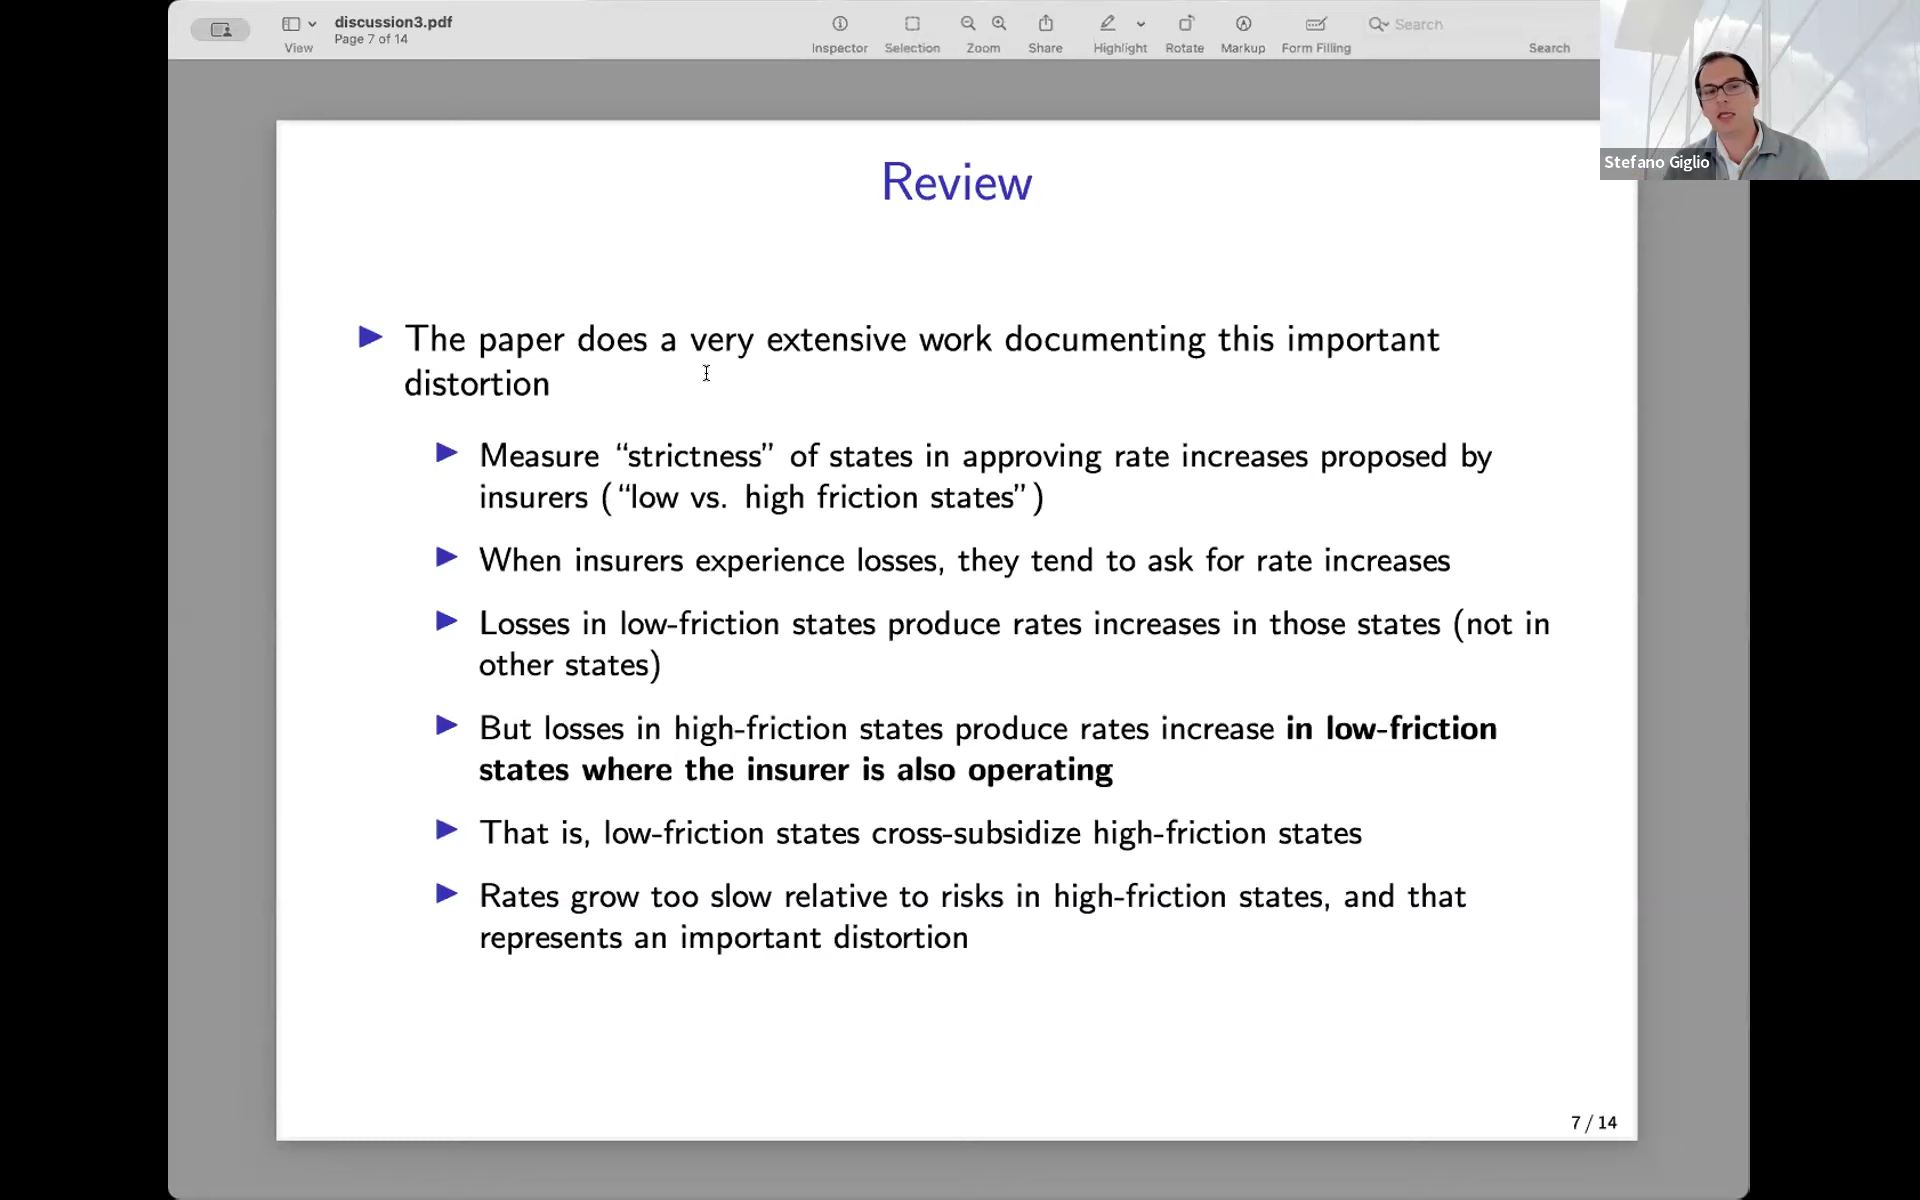 discussion3.pdf
Page 7 of 14
View
Inspector
Selection
Zoom
Share
Highlight
Rotate
Markup
Form Filling
Search
Search
Stefano Giglio
Review
The paper does a very extensive work documenting this important
distortion
Measure “strictness” of states in approving rate increases proposed by
insurers (“low vs. high friction states”)
When insurers experience losses, they tend to ask for rate increases
Losses in low-friction states produce rates increases in those states (not in
other states)
But losses in high-friction states produce rates increase in low-friction
states where the insurer is also operating
That is, low-friction states cross-subsidize high-friction states
Rates grow too slow relative to risks in high-friction states, and that
represents an important distortion
7 / 14